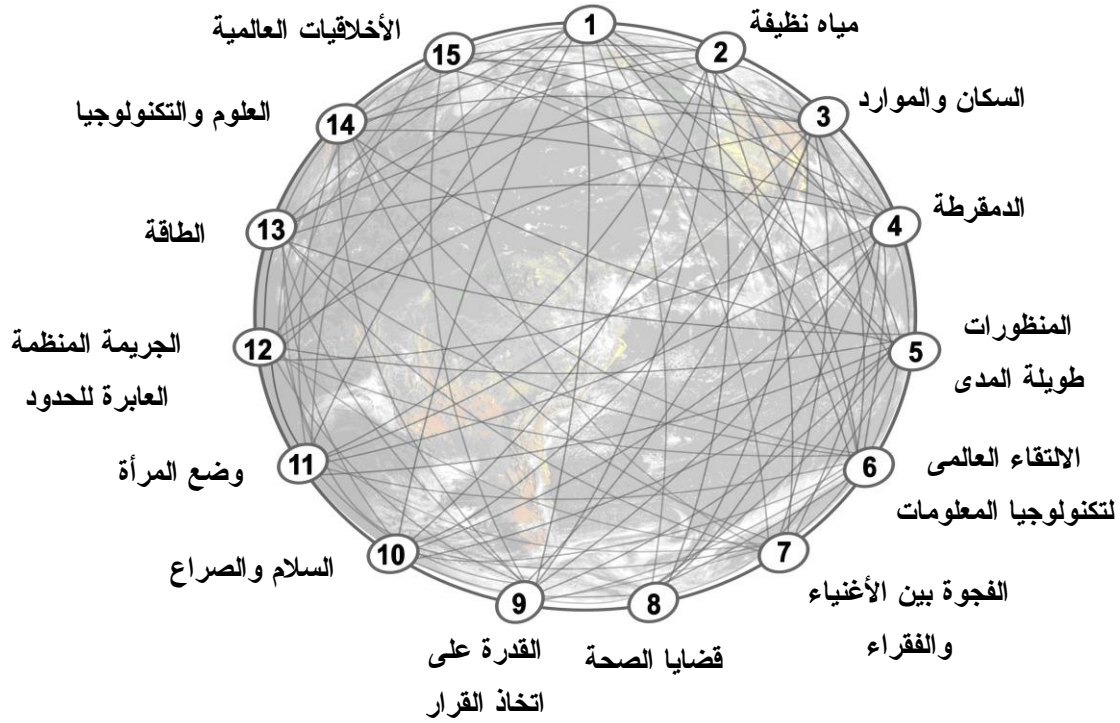 1
مياه نظيفة
2
السكان والموارد
3
الدمقرطة
4
المنظورات
طويلة المدى
5
الالتقاء العالمى
لتكنولوجيا المعلومات
6
الفجوة بين الأغنياء
والفقراء
7
قضايا الصحة
8
القدرة على
اتخاذ القرار
9
السلام والصراع
10
وضع المرأة
11
الجريمة المنظمة
العابرة للحدود
12
الطاقة
13
العلوم والتكنولوجيا
14
الأخلاقيات العالمية
15